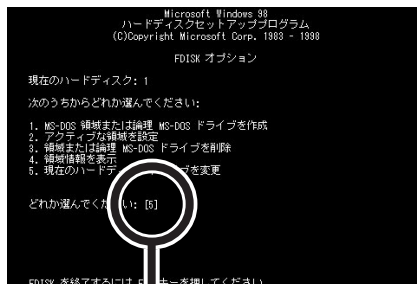 Microsoft Windows 98
ハードディスクセットアッププログラム
(C)Copyright Microsoft Corp. 1983 - 1998
FDISK オプション
現在のハードディスク: 1
次のうちからどれか選んでください:
1. MS-DOS 領域または論理 MS-DOS ドライブを作成
2. アクティブな領域を設定
3. 領域または論理 MS-DOS ドライブを削除
4. 領域情報を表示
5. 現在のハードディ ブを変更
どれか選んでください: [5]
FDISK を終了するには キーを押してください